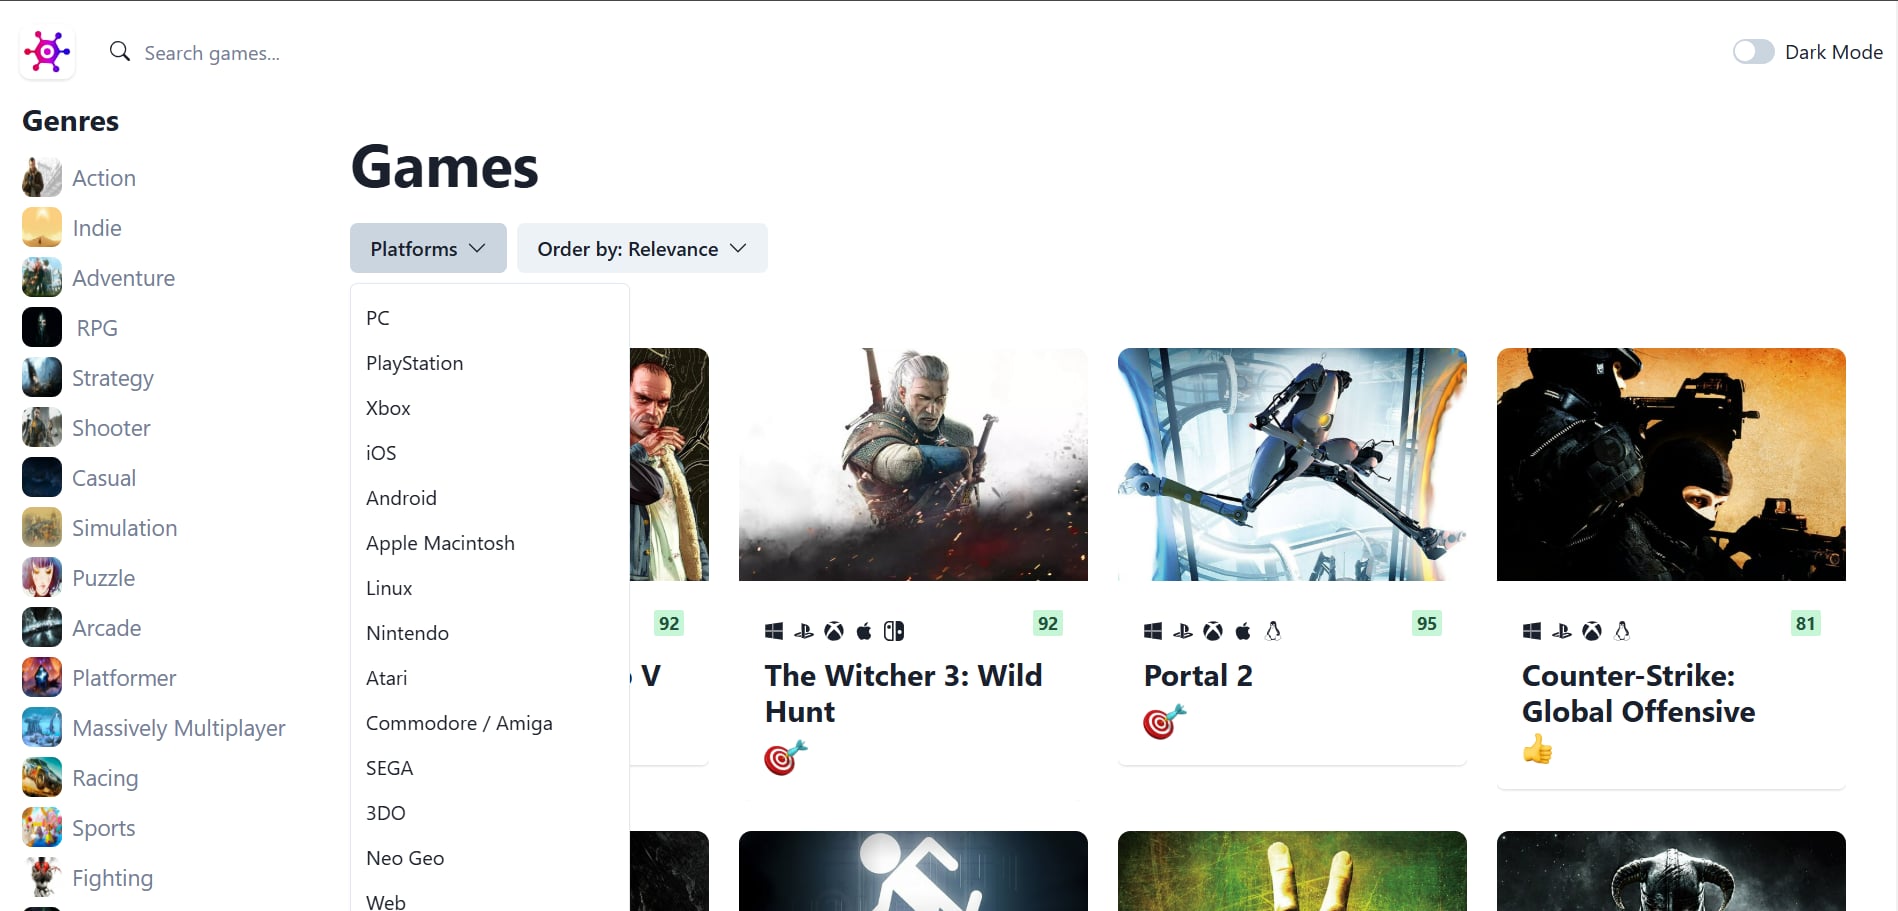 Search games...
Dark Mode
Genres
Action
Indie
Adventure
RPG
Strategy
Shooter
Casual
Simulation
Puzzle
Arcade
Platformer
Massively Multiplayer
Racing
Sports
Fighting
Games
Platforms
Order by: Relevance
PC
PlayStation
Xbox
iOS
Android
Apple Macintosh
Linux
Nintendo
Atari
Commodore / Amiga
SEGA
3DO
Neo Geo
Web
92
V
92
The Witcher 3: Wild
Hunt
95
Portal 2
81
Counter-Strike:
Global Offensive